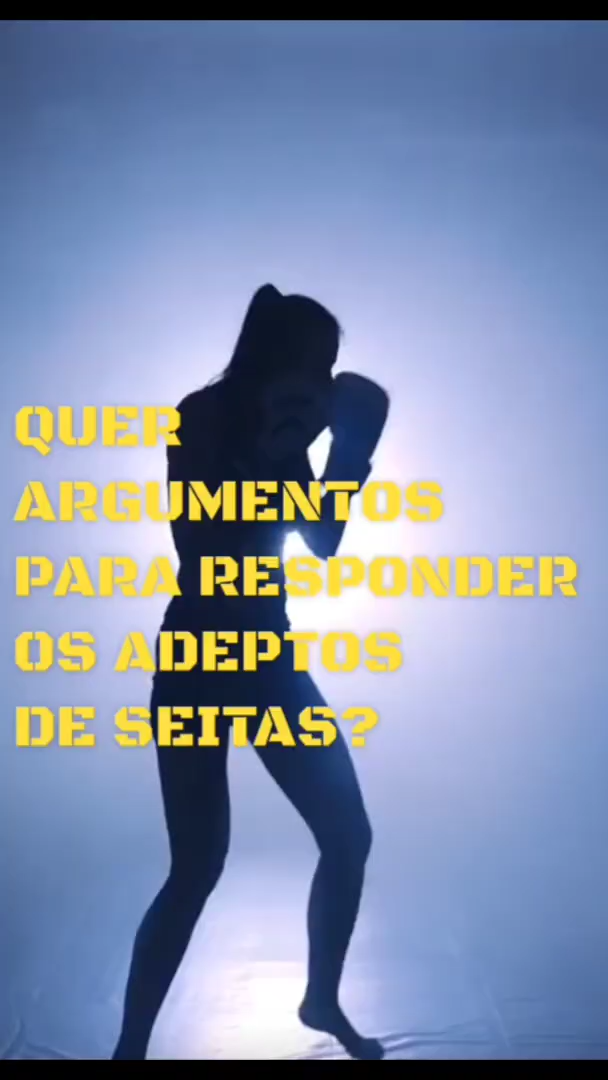 QUER
ARGUMENTOS
PARA RESPONDER
OS ADEPTOS
DE SEITAS?